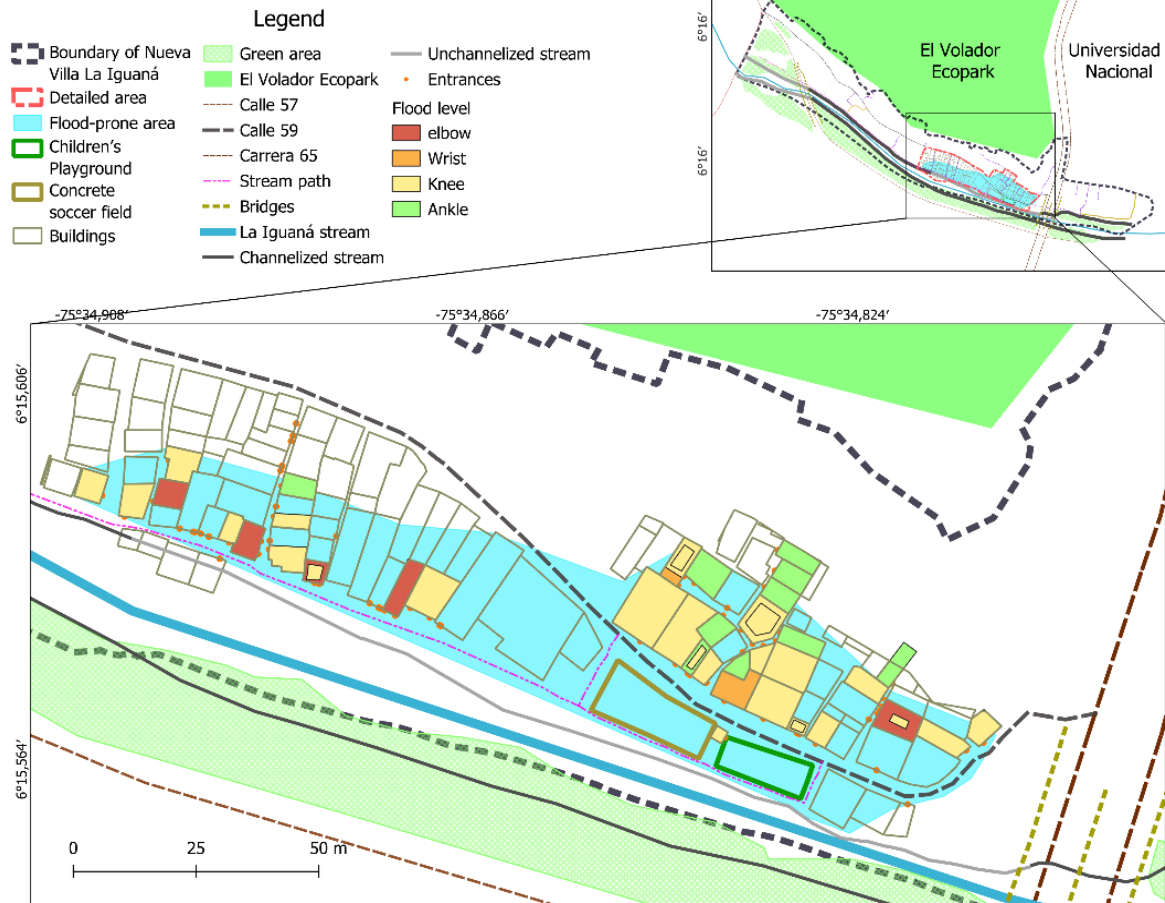 Legend
Boundary of Nueva
Villa La Iguaná
Detailed area
Flood-prone area
Children's
Playground
Concrete
soccer field
Buildings
Green area
El Volador Ecopark
Calle 57
Calle 59
Carrera 65
Stream path
Bridges
La Iguaná stream
Channelized stream
Unchannelized stream
Entrances
Flood level
elbow
Wrist
Knee
Ankle
6°16′
6°16′
El Volador
Ecopark
Universidad
Nacional
-75°34,908′
-75°34,866′
-75°34,824′
6°15,606′
6°15,564′
0
25
50 m